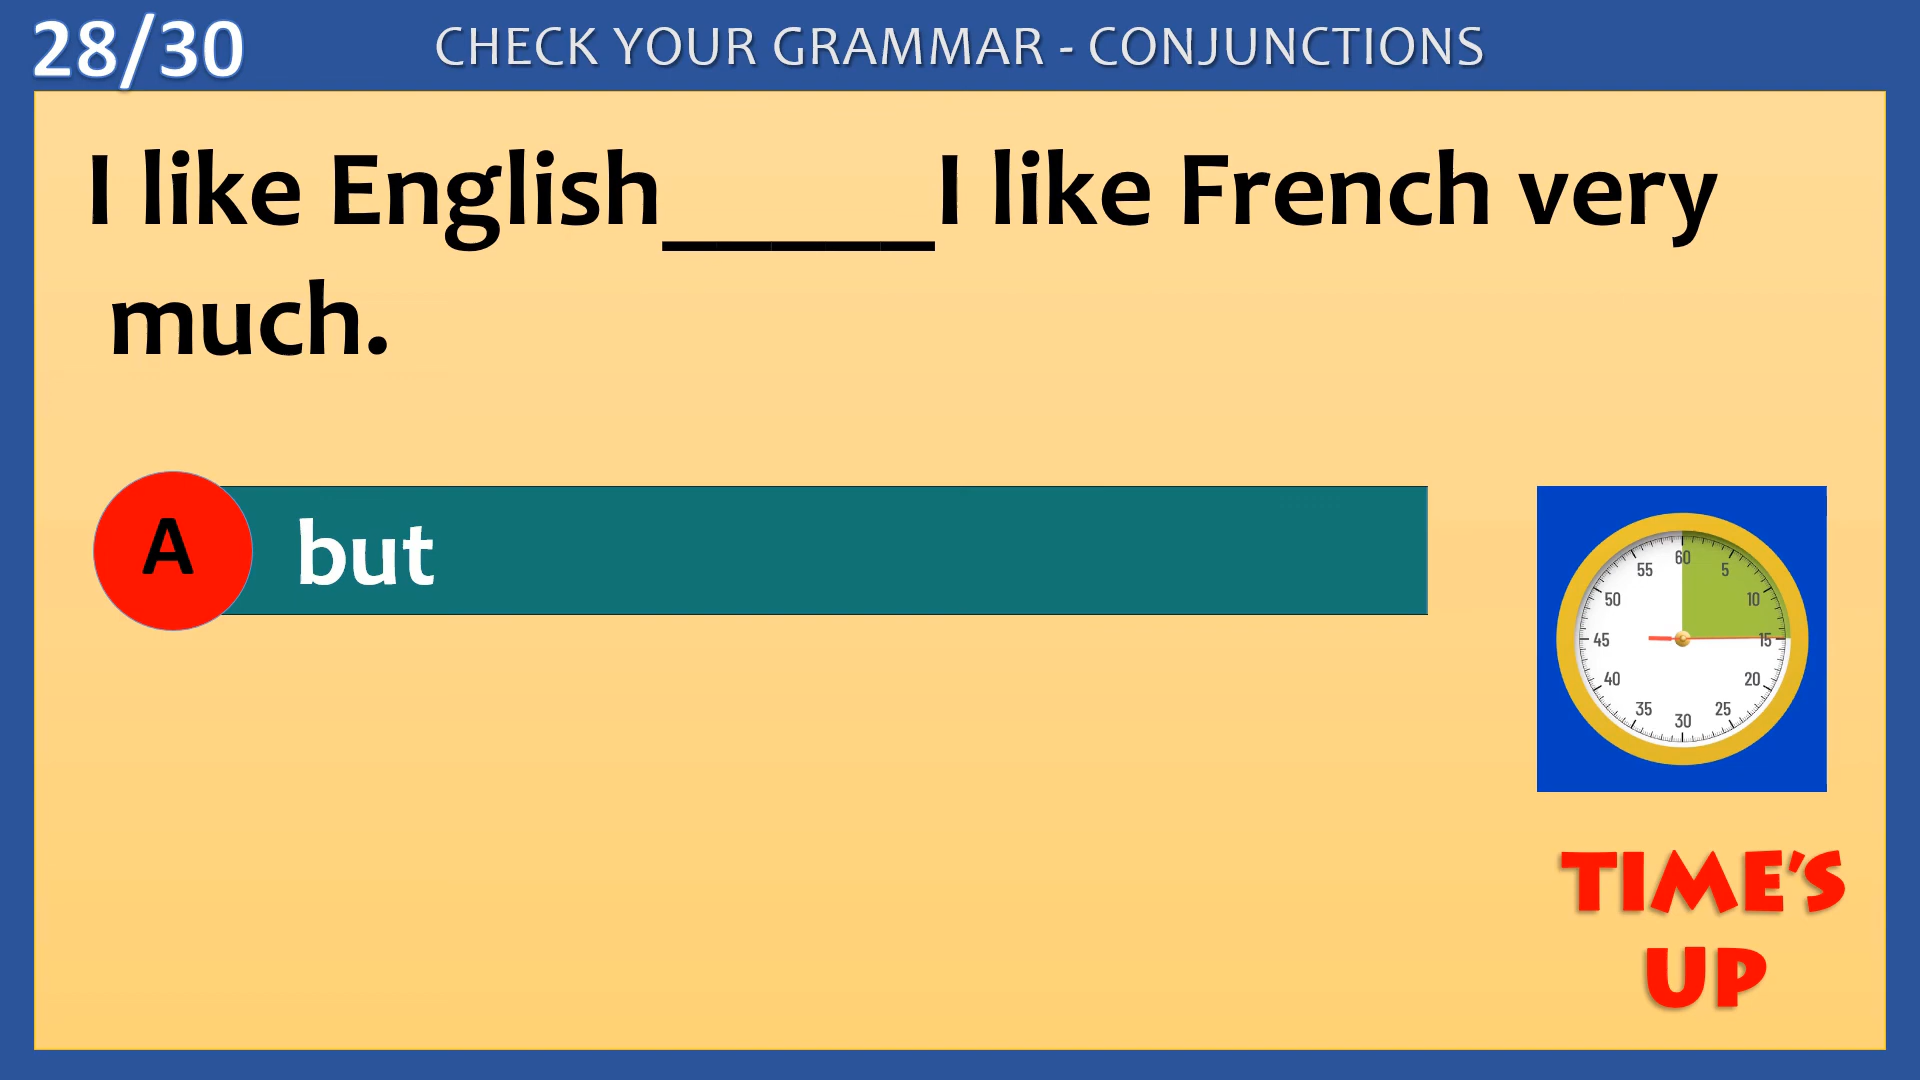 28/30
CHECK YOUR GRAMMAR - CONJUNCTIONS
I like English_____I like French very
much.
A
but
60
5
10
15
20
25
30
35
40
45
50
55
TIME'S
UP